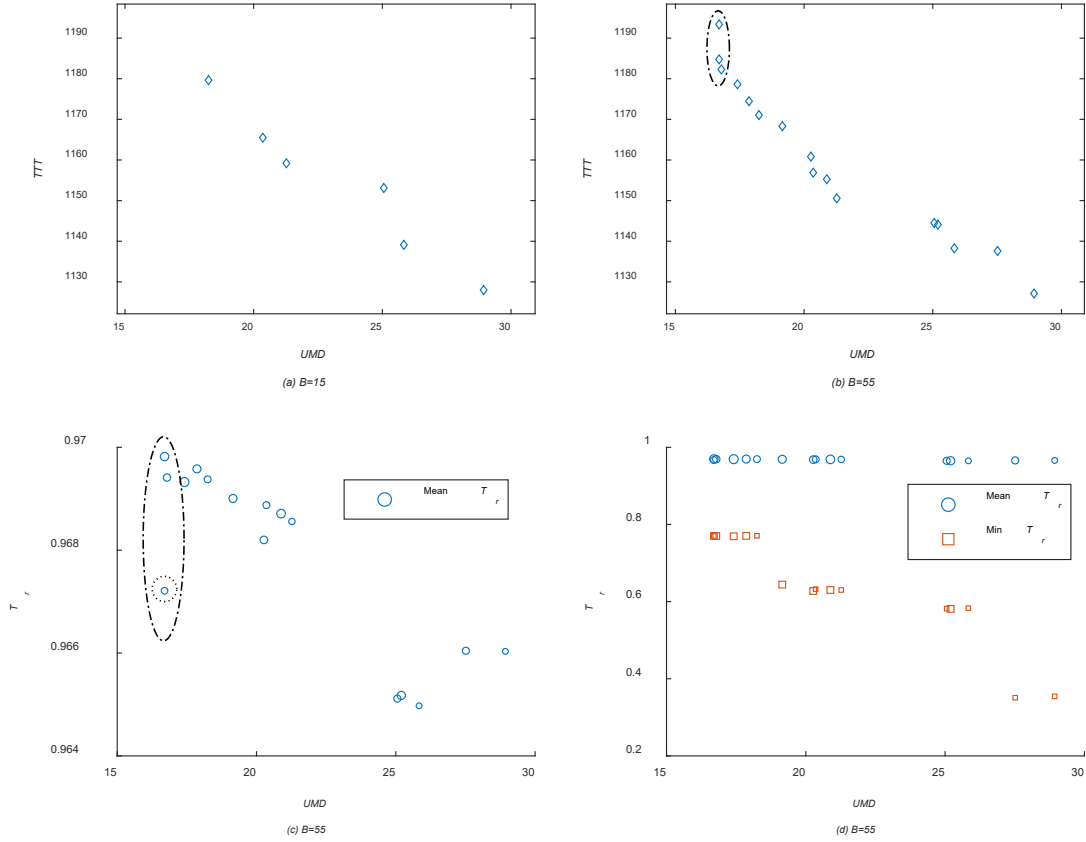 1190
1180
1170
1160
1150
1140
1130
TTT
15 20 25 30
UMD
(a) B=15
1190
1180
1170
1160
1150
1140
1130
TTT
15 20 25 30
UMD
(b) B=55
0.97
0.968
0.966
0.964
T r
Mean T r
15 20 25 30
UMD
(c) B=55
1
0.8
0.6
0.4
0.2
T r
Mean T r
Min T r
15 20 25 30
UMD
(d) B=55